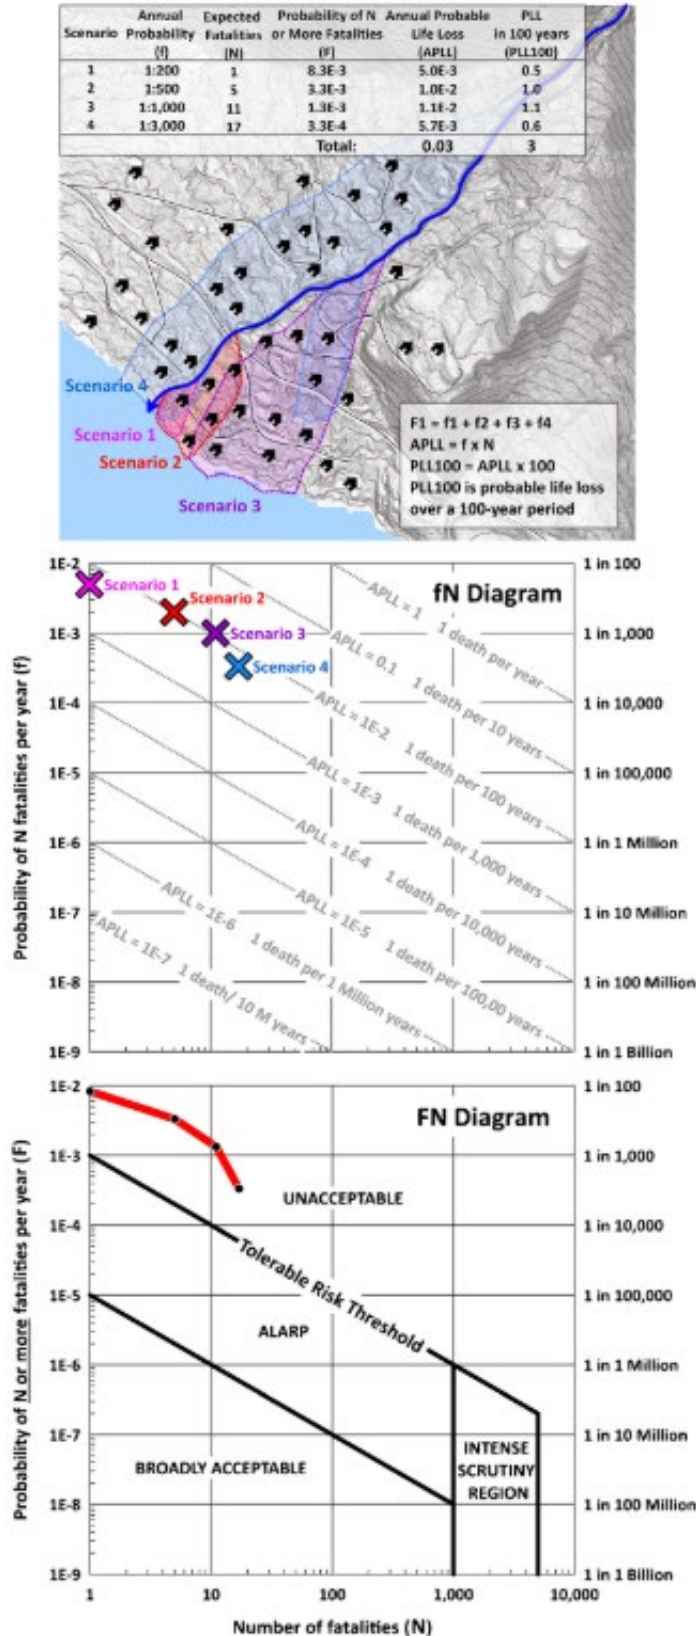 Scenario Annual Probability (f) Expected Fatalities (N) Probability of N or More Fatalities (F) Annual Probable Life Loss (APLL) PLL in 100 years (PLL100)
1 1:200 1 8.3E-3 5.0E-3 0.5
2 1:500 5 3.3E-3 1.0E-2 1.0
3 1:1,000 11 1.3E-3 1.1E-2 1.1
4 1:3,000 17 3.3E-4 5.7E-3 0.6
Total: 0.03 3
Scenario 4
Scenario 1
Scenario 2
Scenario 3
F1 = f1 + f2 + f3 + f4
APLL = f x N
PLL100 = APLL x 100
PLL100 is probable life loss
over a 100-year period
fN Diagram
Probability of N fatalities per year (f)
1E-2
1E-3
1E-4
1E-5
1E-6
1E-7
1E-8
1E-9
Scenario 1
Scenario 2
Scenario 3
Scenario 4
APLL = 1 1 death per year
APLL = 0.1 1 death per 10 years
APLL = 1E-2 1 death per 100 years
APLL = 1E-3 1 death per 1,000 years
APLL = 1E-4 1 death per 10,000 years
APLL = 1E-5 1 death per 100,00 years
APLL = 1E-6 1 death per 1 Million years
APLL = 1E-7 1 death/ 10 M years
1 in 100
1 in 1,000
1 in 10,000
1 in 100,000
1 in 1 Million
1 in 10 Million
1 in 100 Million
1 in 1 Billion
FN Diagram
Probability of N or more fatalities per year (F)
1E-2
1E-3
1E-4
1E-5
1E-6
1E-7
1E-8
1E-9
UNACCEPTABLE
Tolerable Risk Threshold
ALARP
BROADLY ACCEPTABLE
INTENSE
SCRUTINY
REGION
1 in 100
1 in 1,000
1 in 10,000
1 in 100,000
1 in 1 Million
1 in 10 Million
1 in 100 Million
1 in 1 Billion
1 10 100 1,000 10,000
Number of fatalities (N)